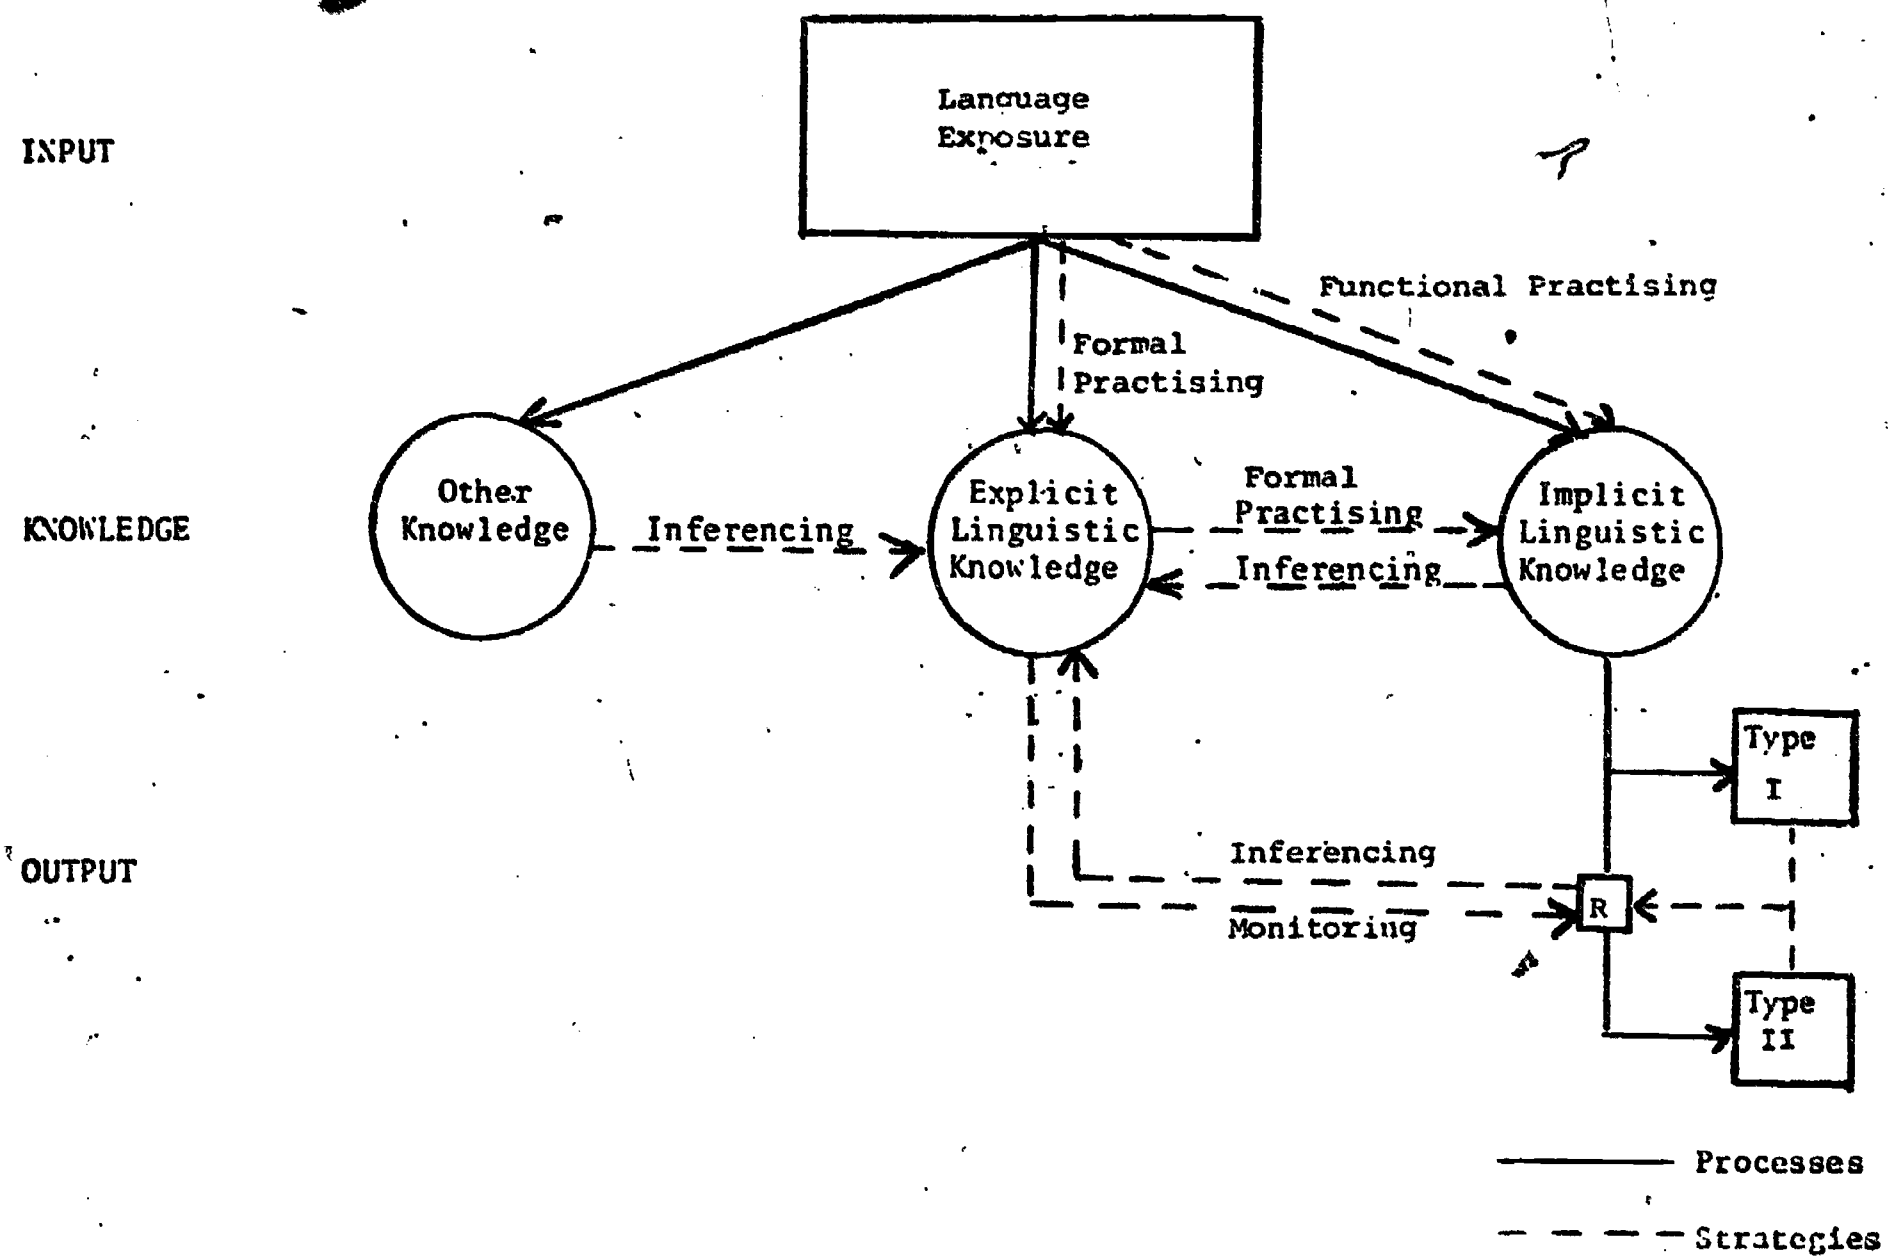 Language
Exposure
INPUT
Functional Practising
Formal
Practising
Other
Knowledge
Explicit
Linguistic
Knowledge
Implicit
Linguistic
Knowledge
KNOWLEDGE
Inferencing
Formal
Practising
Inferencing
Type
I
OUTPUT
Inferencing
Monitoring
R
Type
II
Processes
Strategies